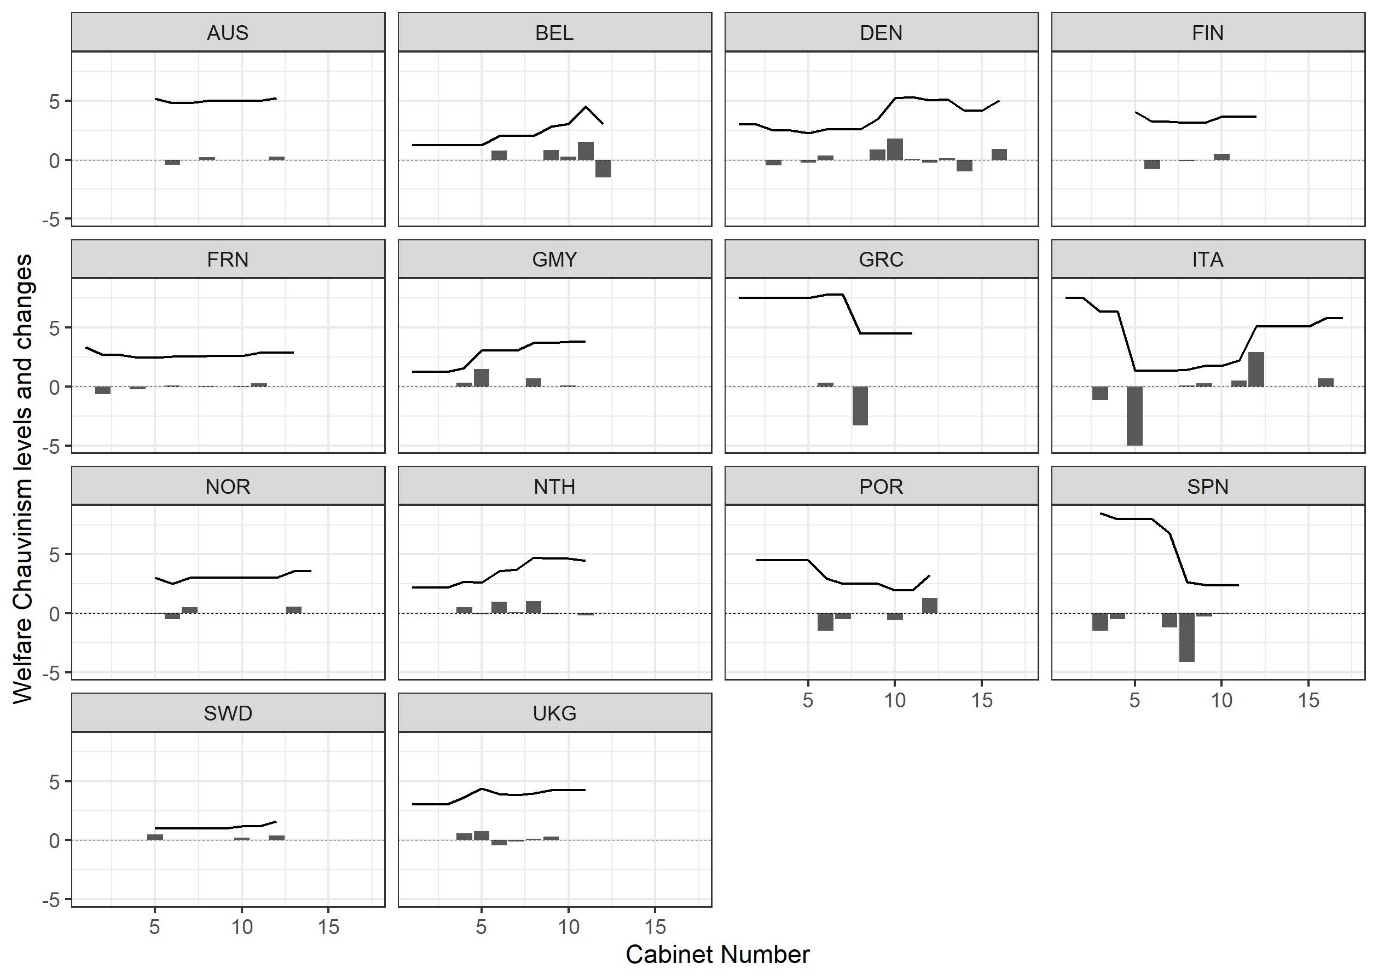 AUS BEL DEN FIN
5
0
-5
FRN GMY GRC ITA
5
0
-5
NOR NTH POR SPN
5
0
-5
5 10 15 5 10 15
SWD UKG
5
0
-5
5 10 15 5 10 15
Cabinet Number
Welfare Chauvinism levels and changes